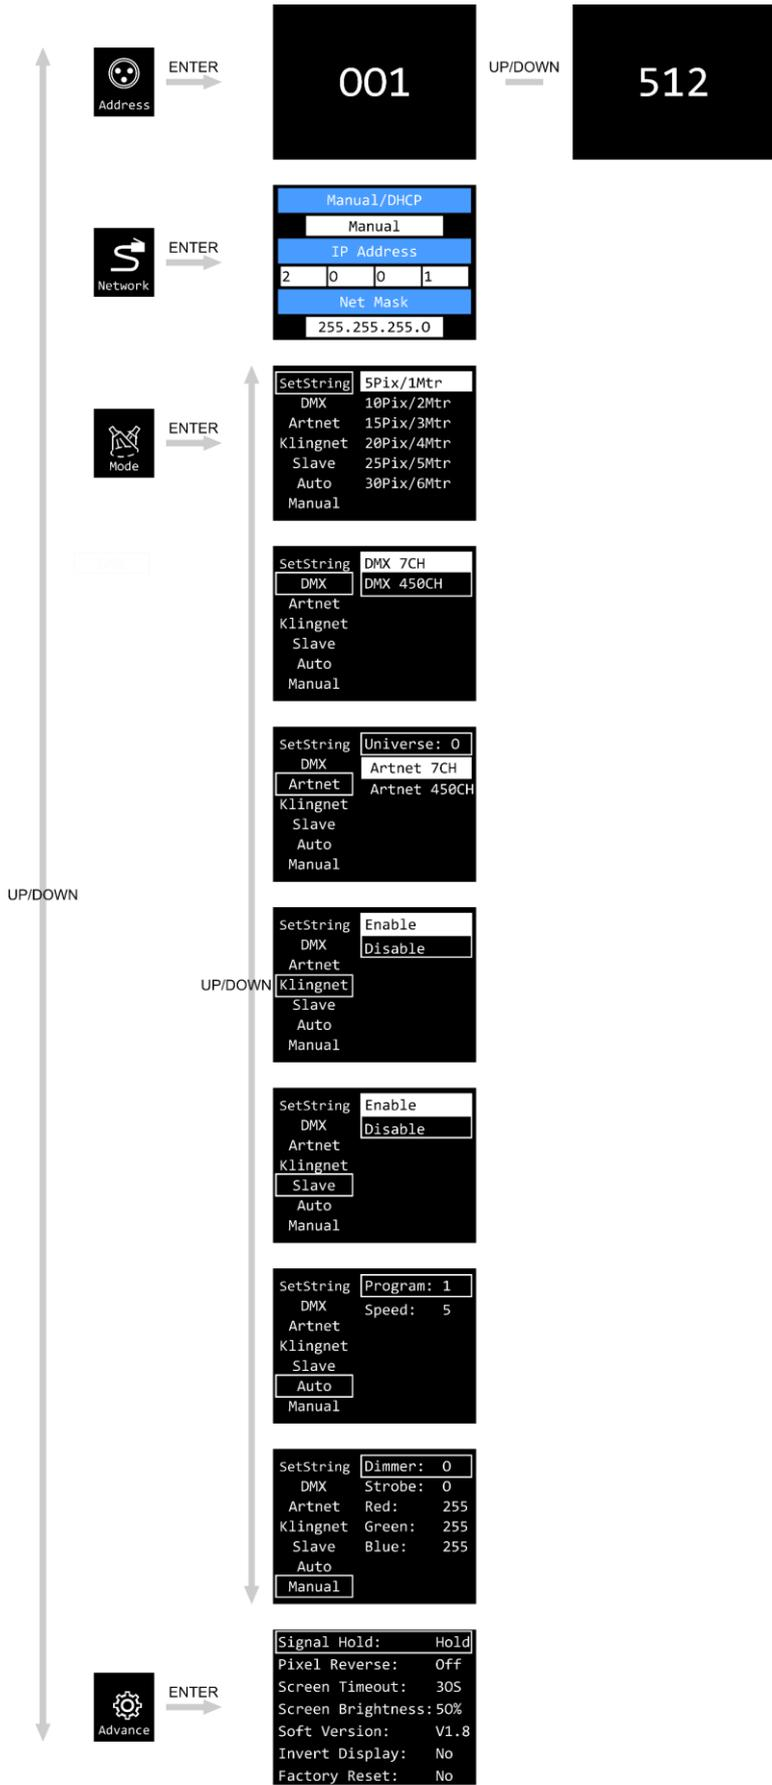 Address
ENTER
001
UP/DOWN
512
Network
ENTER
Manual/DHCP
Manual
IP Address
2 0 0 1
Net Mask
255.255.255.0
Mode
ENTER
SetString 5Pix/1Mtr
DMX 10Pix/2Mtr
Artnet 15Pix/3Mtr
Klingnet 20Pix/4Mtr
Slave 25Pix/5Mtr
Auto 30Pix/6Mtr
Manual
SetString DMX 7CH
DMX DMX 450CH
Artnet
Klingnet
Slave
Auto
Manual
SetString Universe: 0
DMX Artnet 7CH
Artnet Artnet 450CH
Klingnet
Slave
Auto
Manual
UP/DOWN
SetString Enable
DMX Disable
Artnet
UP/DOWN Klingnet
Slave
Auto
Manual
SetString Enable
DMX Disable
Artnet
Klingnet
Slave
Auto
Manual
SetString Program: 1
DMX Speed: 5
Artnet
Klingnet
Slave
Auto
Manual
SetString Dimmer: 0
DMX Strobe: 0
Artnet Red: 255
Klingnet Green: 255
Slave Blue: 255
Auto
Manual
Advance
ENTER
Signal Hold: Hold
Pixel Reverse: Off
Screen Timeout: 30S
Screen Brightness: 50%
Soft Version: V1.8
Invert Display: No
Factory Reset: No